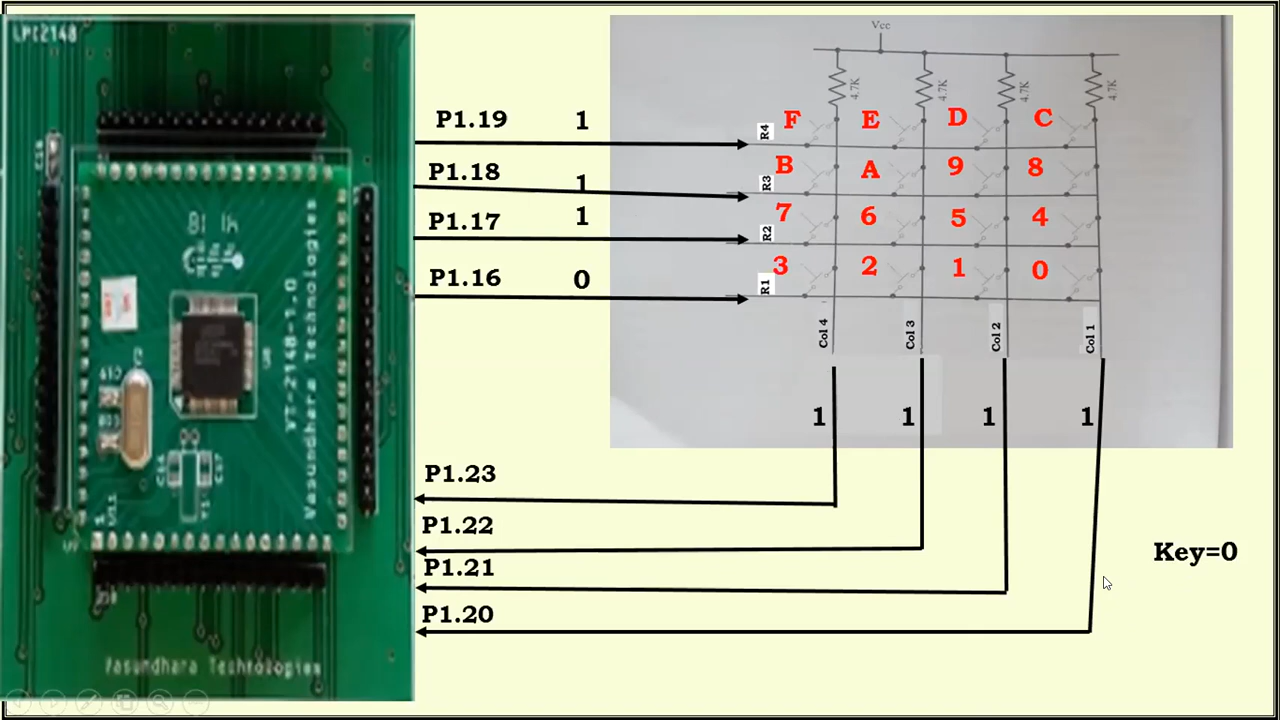 LPC2148
VT-2148-1.0
Vasundhara Technologies
Vasundhara Technologies
P1.19 1
P1.18 1
P1.17 1
P1.16 0
Vcc
4.7K 4.7K 4.7K 4.7K
R4 F E D C
R3 B A 9 8
R2 7 6 5 4
R1 3 2 1 0
Col 4 Col 3 Col 2 Col 1
1 1 1 1
P1.23
P1.22
P1.21
P1.20
Key=0